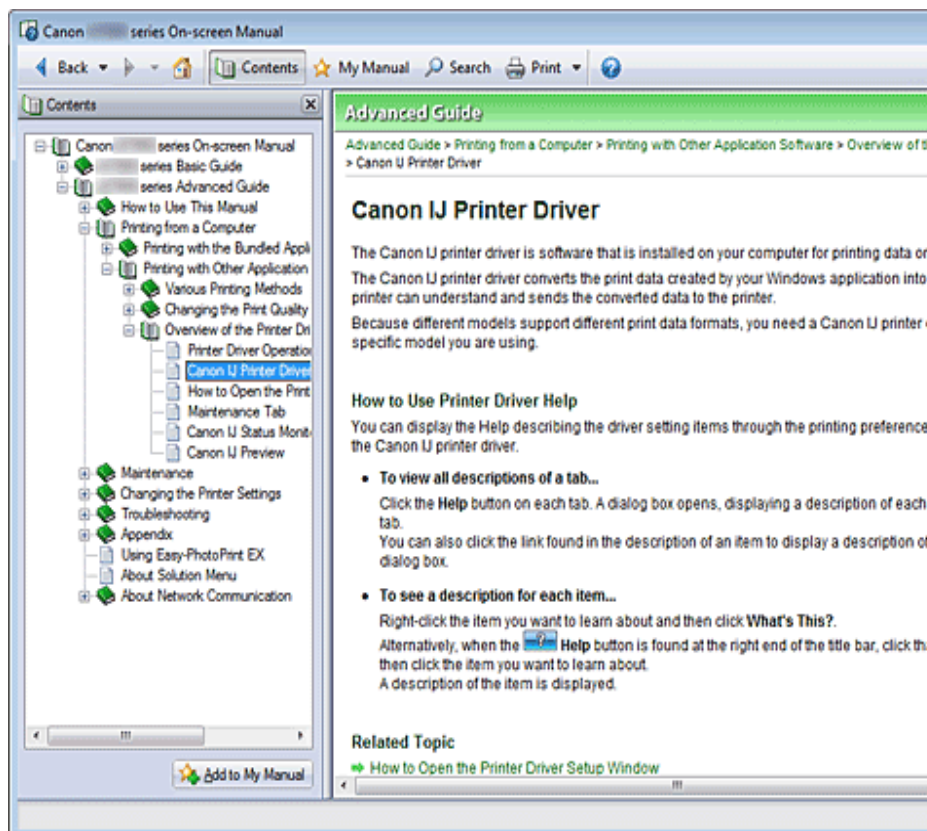 Canon series On-screen Manual
Back Contents My Manual Search Print
Contents
Canon series On-screen Manual
series Basic Guide
series Advanced Guide
How to Use This Manual
Printing from a Computer
Printing with the Bundled Appli
Printing with Other Application
Various Printing Methods
Changing the Print Quality
Overview of the Printer Dri
Printer Driver Operation
Canon IJ Printer Driver
How to Open the Print
Maintenance Tab
Canon IJ Status Monit
Canon IJ Preview
Maintenance
Changing the Printer Settings
Troubleshooting
Appendix
Using Easy-PhotoPrint EX
About Solution Menu
About Network Communication
Add to My Manual
Advanced Guide
Advanced Guide > Printing from a Computer > Printing with Other Application Software > Overview of t
> Canon IJ Printer Driver
Canon IJ Printer Driver
The Canon IJ printer driver is software that is installed on your computer for printing data o
The Canon IJ printer driver converts the print data created by your Windows application into
printer can understand and sends the converted data to the printer.
Because different models support different print data formats, you need a Canon IJ printer
specific model you are using.
How to Use Printer Driver Help
You can display the Help describing the driver setting items through the printing preference
the Canon IJ printer driver.
• To view all descriptions of a tab...
Click the Help button on each tab. A dialog box opens, displaying a description of each
tab.
You can also click the link found in the description of an item to display a description of
dialog box.
• To see a description for each item...
Right-click the item you want to learn about and then click What's This?.
Alternatively, when the Help button is found at the right end of the title bar, click th
then click the item you want to learn about.
A description of the item is displayed.
Related Topic
How to Open the Printer Driver Setup Window